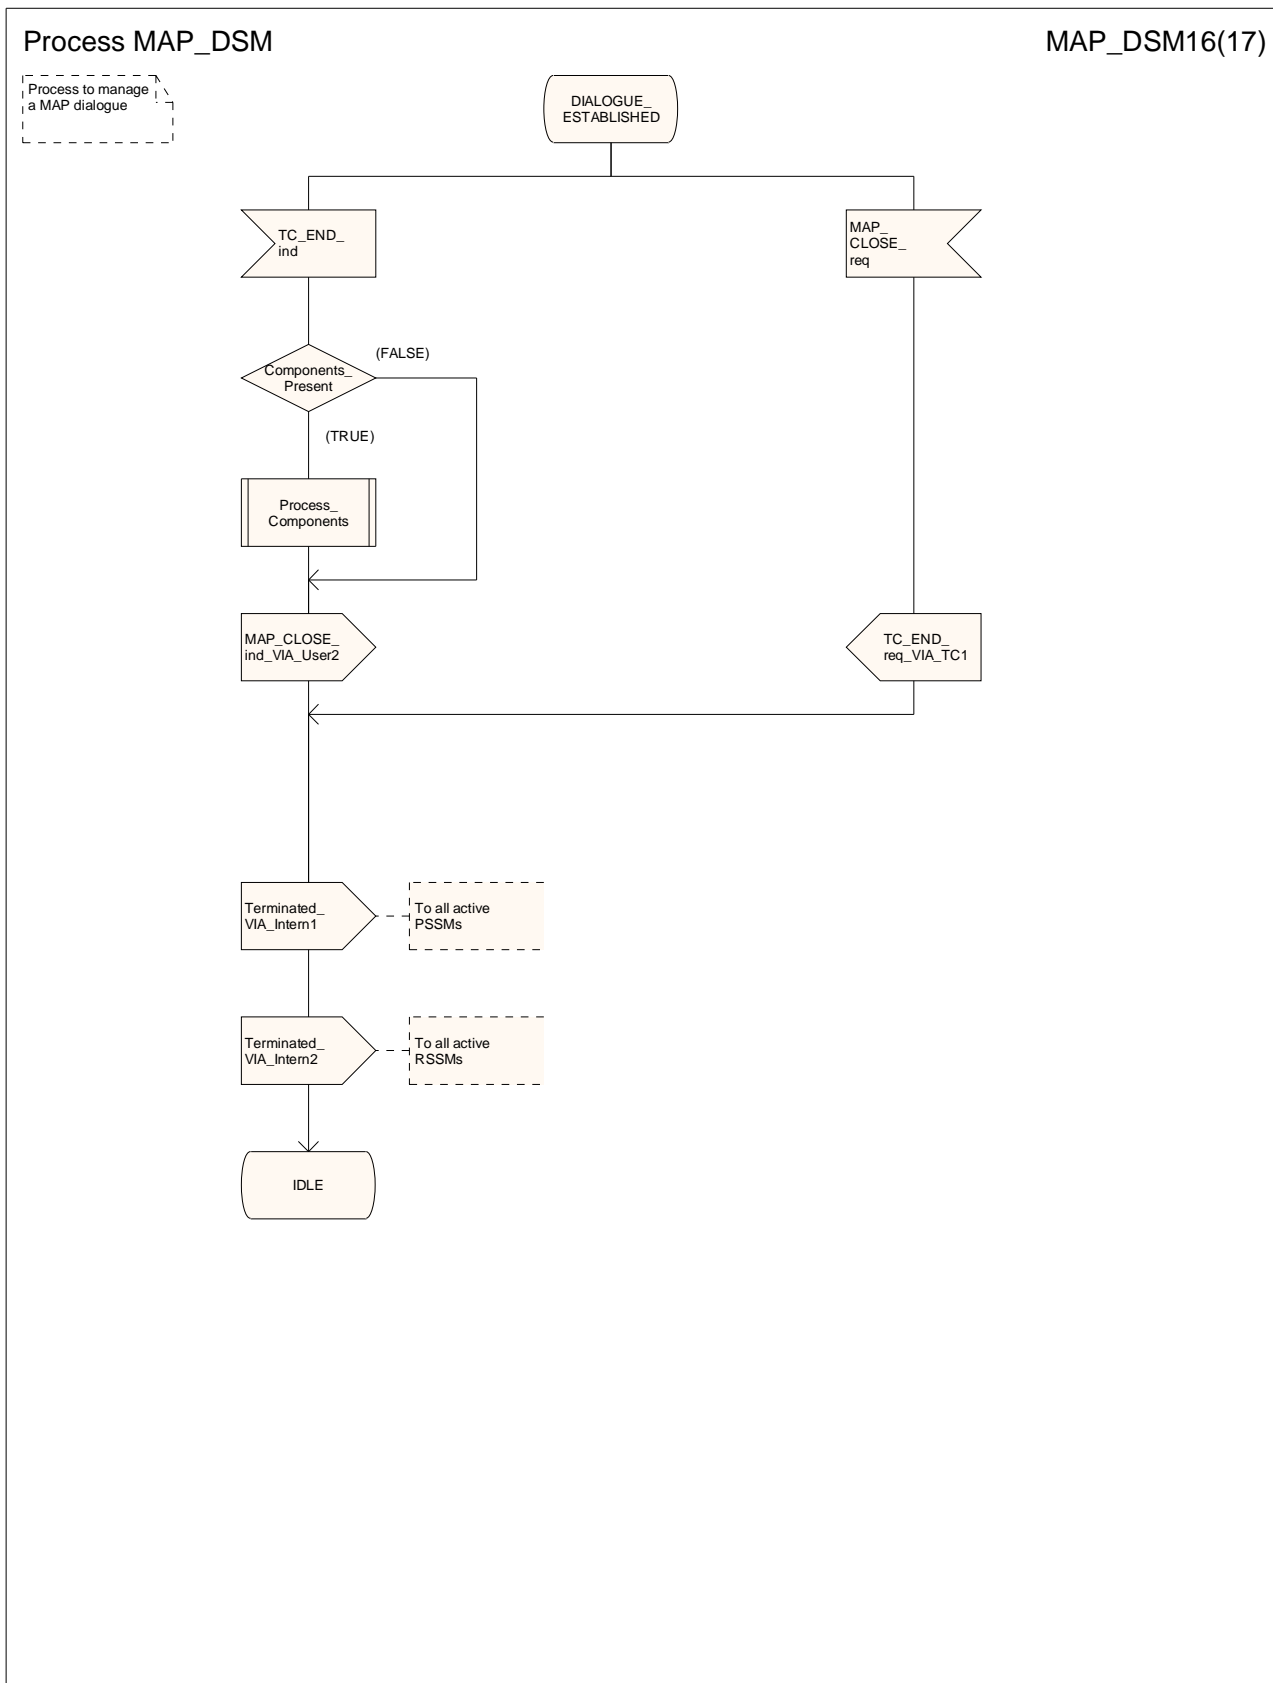 Process MAP_DSM
MAP_DSM16(17)
Process to manage
a MAP dialogue
DIALOGUE_
ESTABLISHED
TC_END_
ind
MAP_
CLOSE_
req
(FALSE)
Components_
Present
(TRUE)
Process_
Components
MAP_CLOSE_
ind_VIA_User2
TC_END_
req_VIA_TC1
Terminated_
VIA_Intern1
To all active
PSSMs
Terminated_
VIA_Intern2
To all active
RSSMs
IDLE